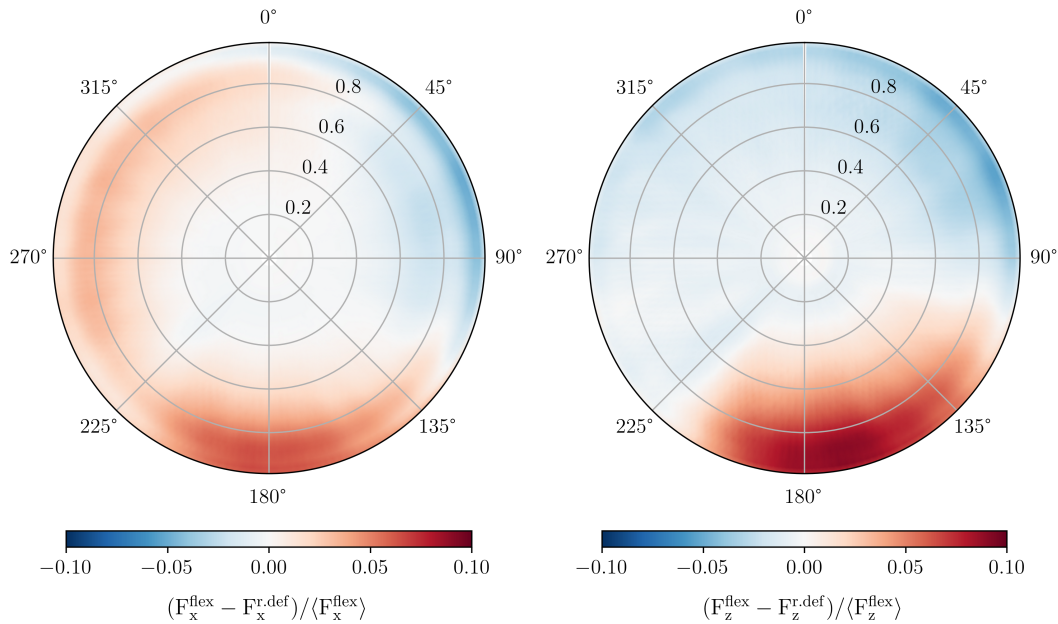 0° 0°
315° 45° 315° 45°
0.8 0.8
0.6 0.6
0.4 0.4
0.2 0.2
270° 90° 270° 90°
225° 135° 225° 135°
180° 180°
−0.10 −0.05 0.00 0.05 0.10 −0.10 −0.05 0.00 0.05 0.10
(F_x^flex − F_x^r.def)/⟨F_x^flex⟩ (F_z^flex − F_z^r.def)/⟨F_z^flex⟩